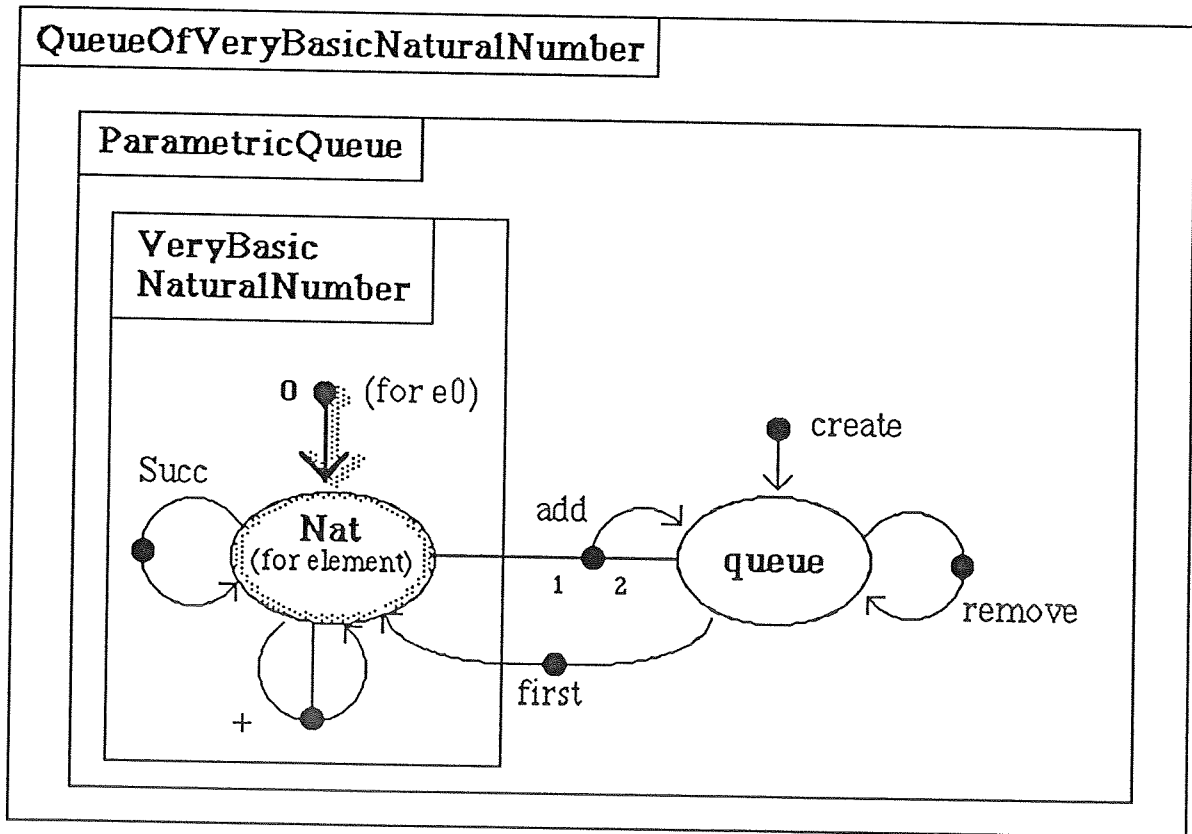 QueueOfVeryBasicNaturalNumber
ParametricQueue
VeryBasic
NaturalNumber
0 (for e0)
create
Succ
add
Nat
(for element)
queue
1 2
remove
first
+